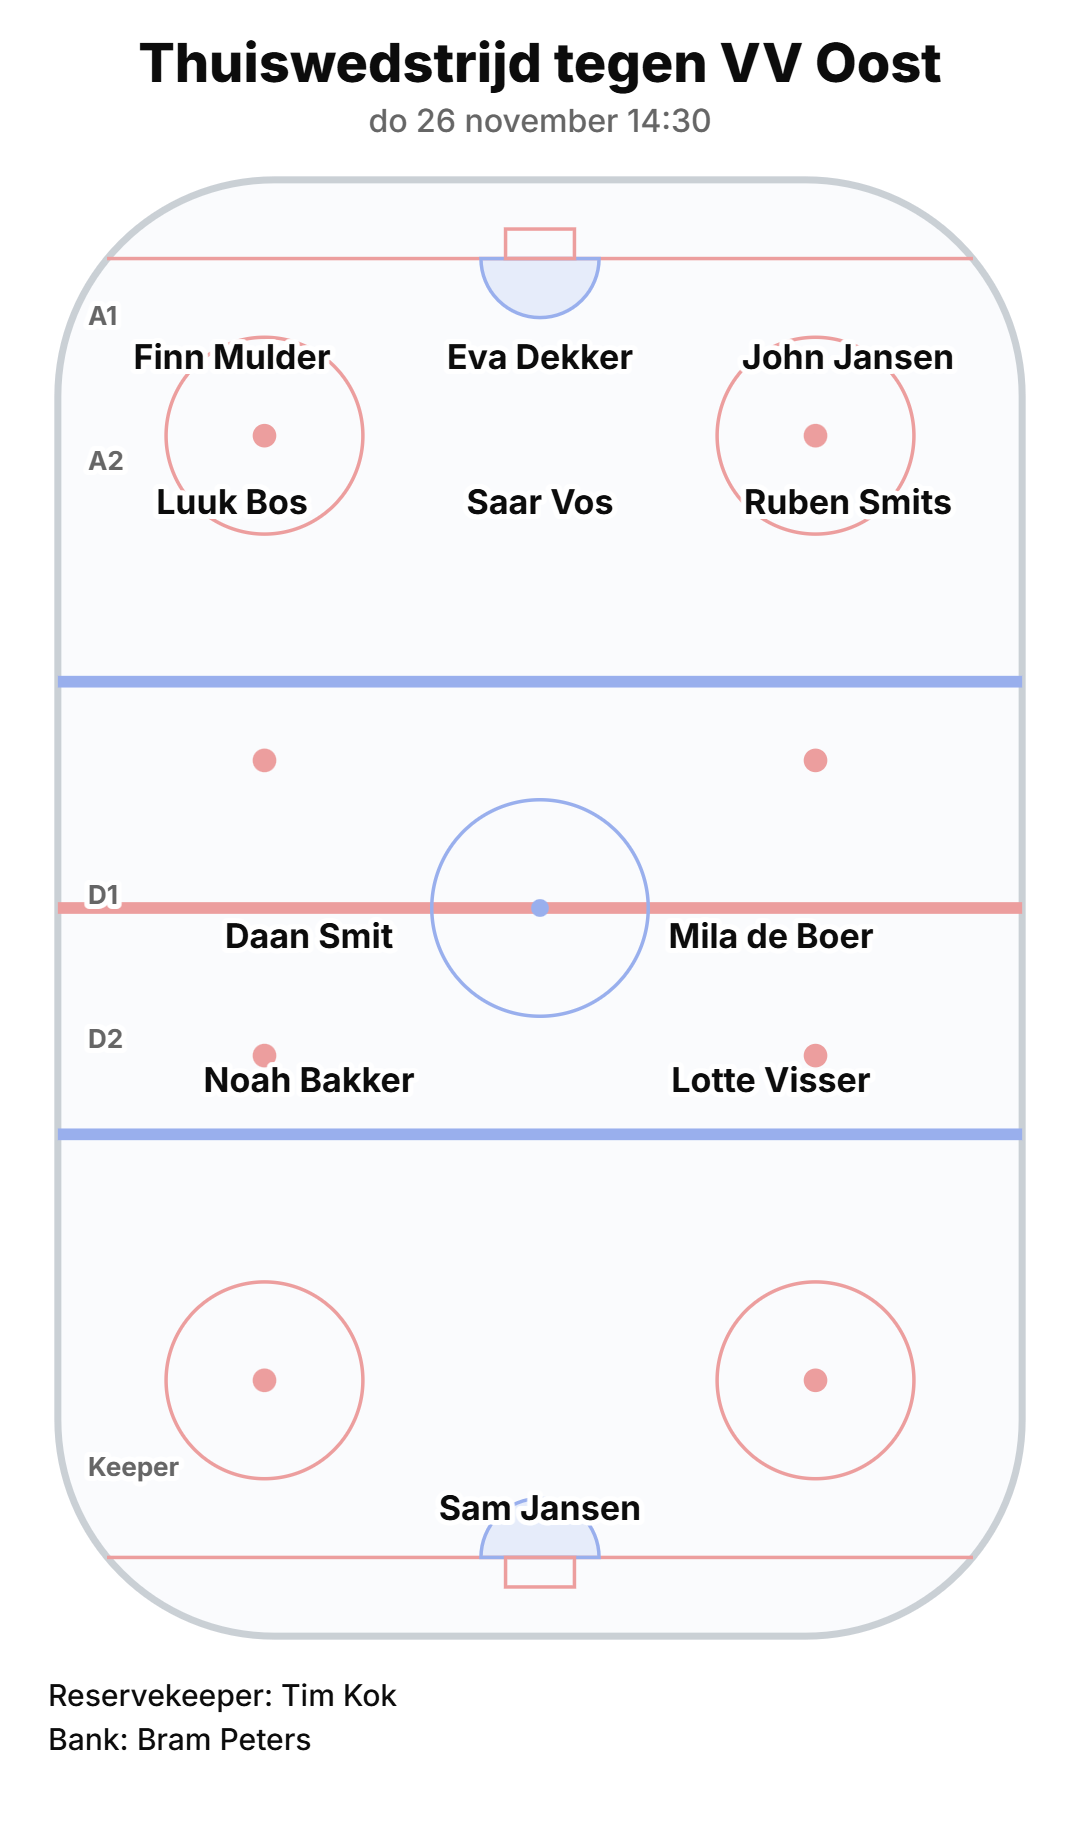 Thuiswedstrijd tegen VV Oost
do 26 november 14:30
A1
Finn Mulder Eva Dekker John Jansen
A2
Luuk Bos Saar Vos Ruben Smits
D1
Daan Smit Mila de Boer
D2
Noah Bakker Lotte Visser
Keeper
Sam Jansen
Reservekeeper: Tim Kok
Bank: Bram Peters